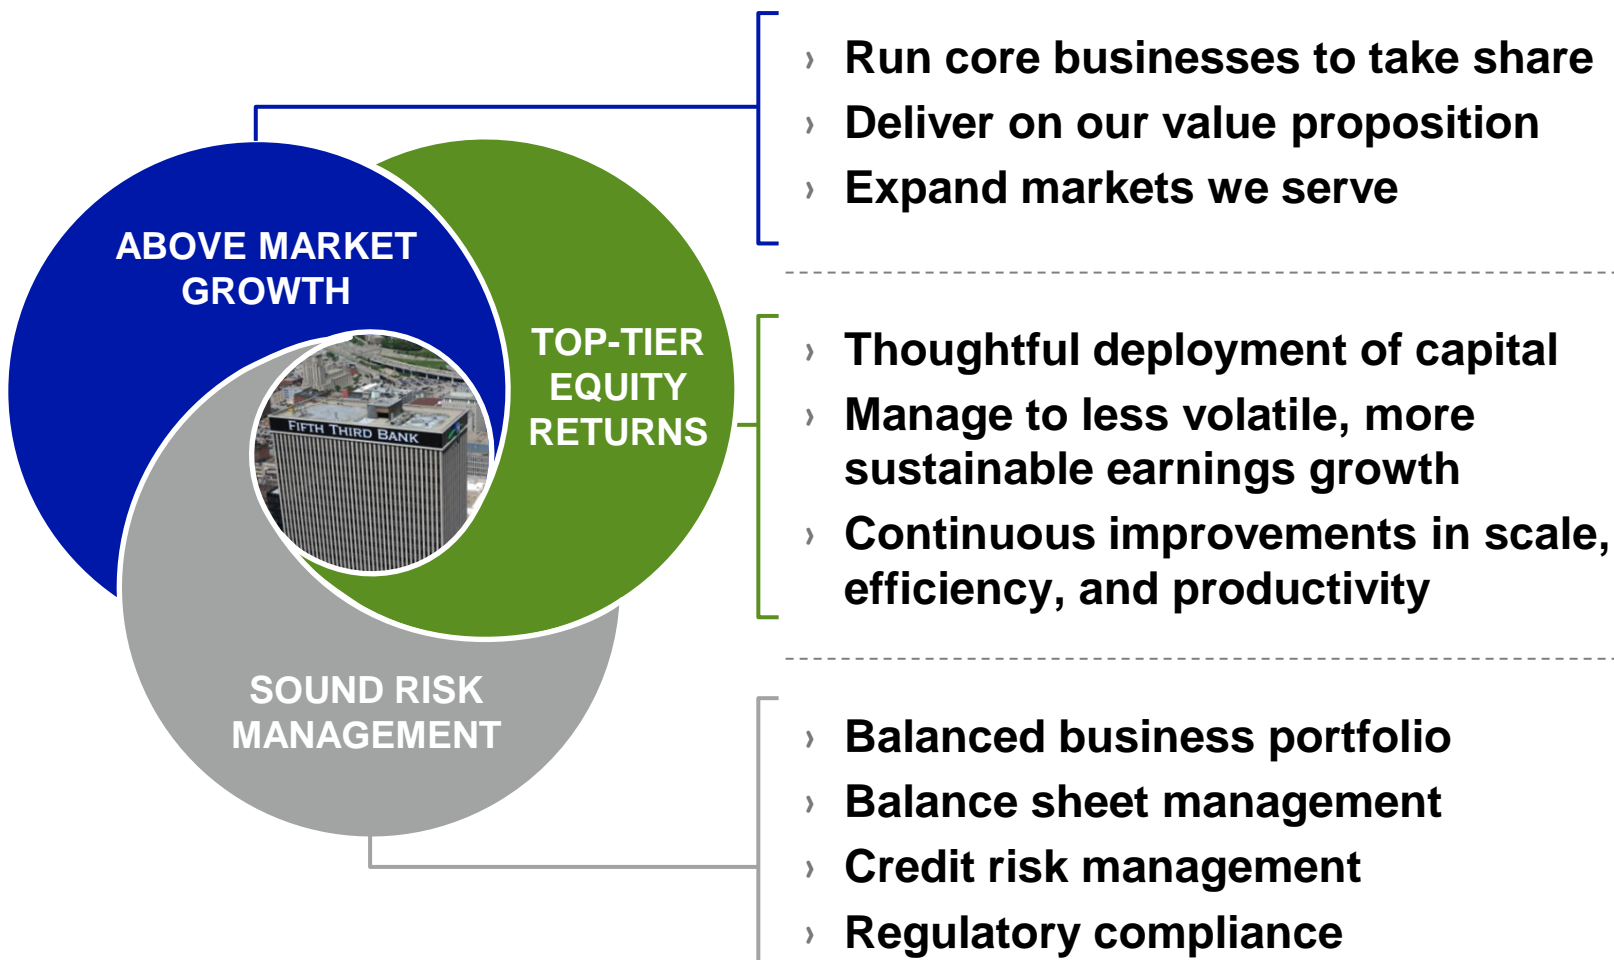 ABOVE MARKET
GROWTH
TOP-TIER
EQUITY
RETURNS
SOUND RISK
MANAGEMENT
FIFTH THIRD BANK
› Run core businesses to take share
› Deliver on our value proposition
› Expand markets we serve
› Thoughtful deployment of capital
› Manage to less volatile, more
sustainable earnings growth
› Continuous improvements in scale,
efficiency, and productivity
› Balanced business portfolio
› Balance sheet management
› Credit risk management
› Regulatory compliance